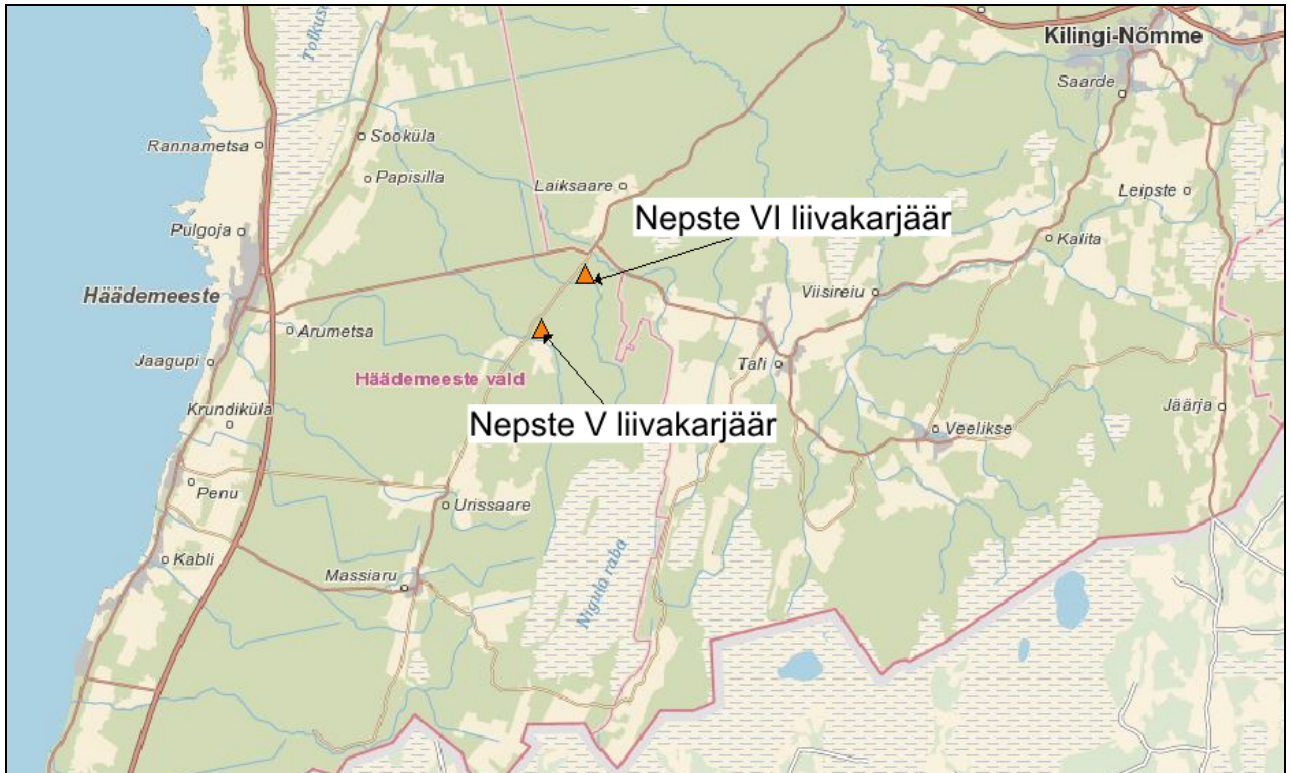 Tolkuse
Kilingi-Nõmme
Saarde
Sooküla
Rannametsa
Papisilla
Laiksaare
Leipste
Nepste VI liivakarjäär
Pulgoja
Kalita
Häädemeeste
Viisireiu
Arumetsa
Jaagupi
Tali
Häädemeeste vald
Krundiküla
Jäärja
Nepste V liivakarjäär
Veelikse
Penu
Urissaare
Kabli
Massiaru
Nigula raba